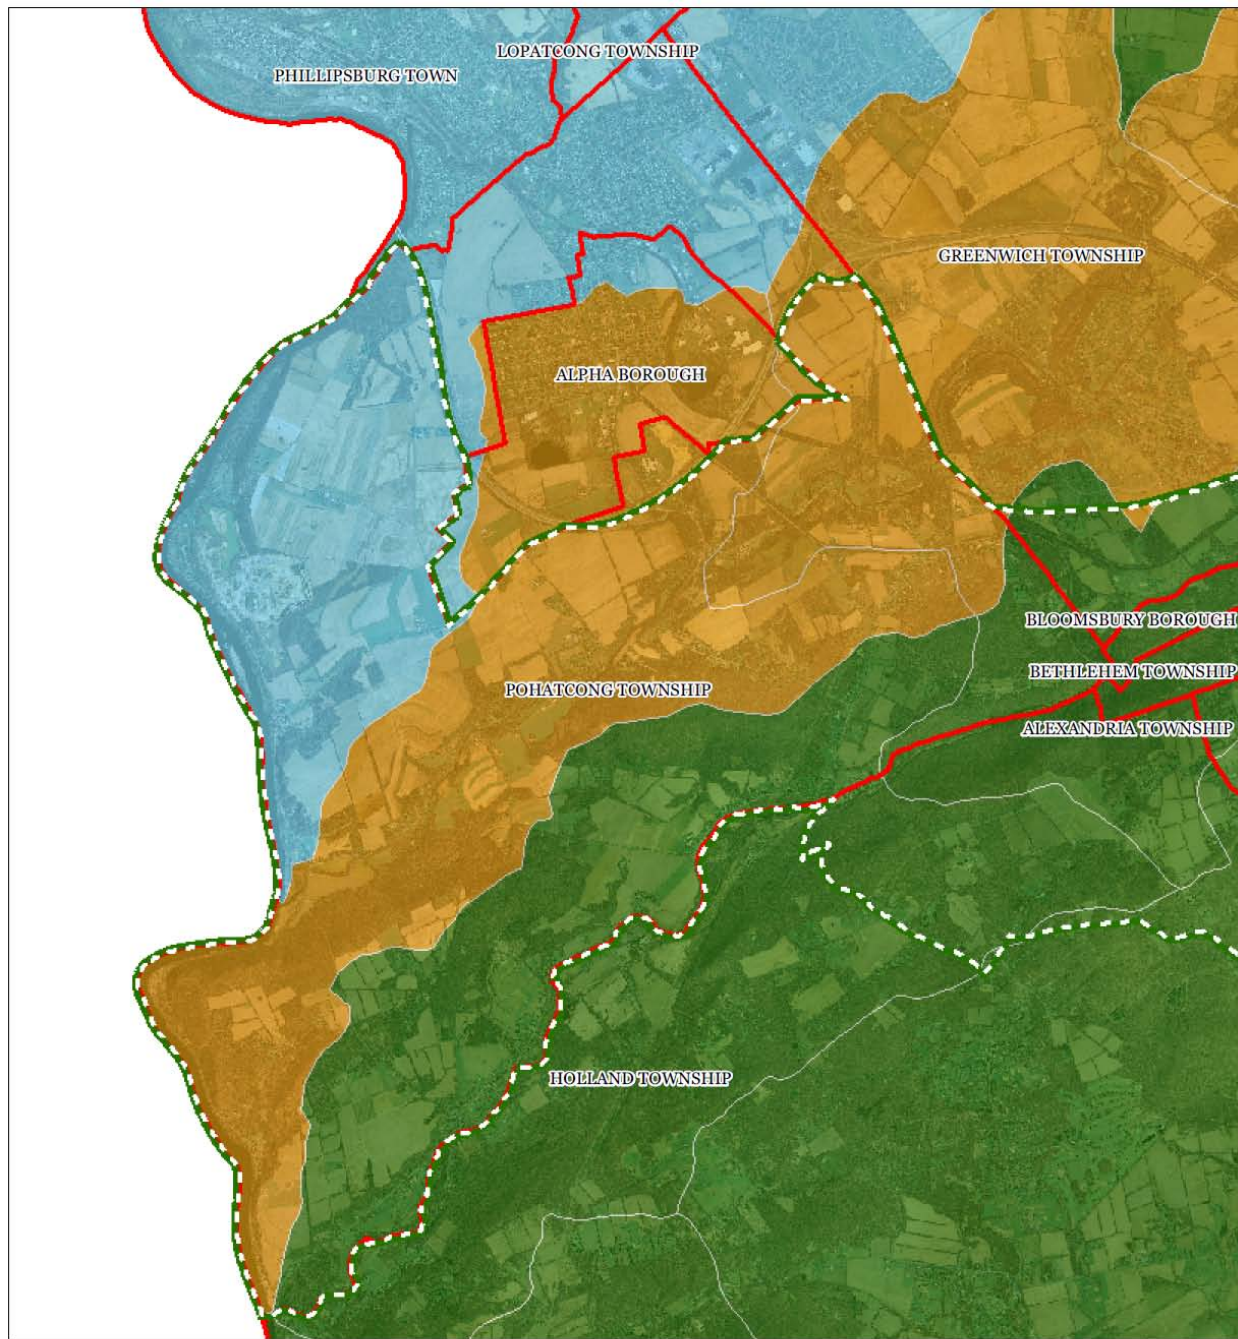 LOPATCONG TOWNSHIP
PHILLIPSBURG TOWN
GREENWICH TOWNSHIP
ALPHA BOROUGH
BLOOMSBURY BOROUGH
BETHLEHEM TOWNSHIP
POHATCONG TOWNSHIP
ALEXANDRIA TOWNSHIP
HOLLAND TOWNSHIP